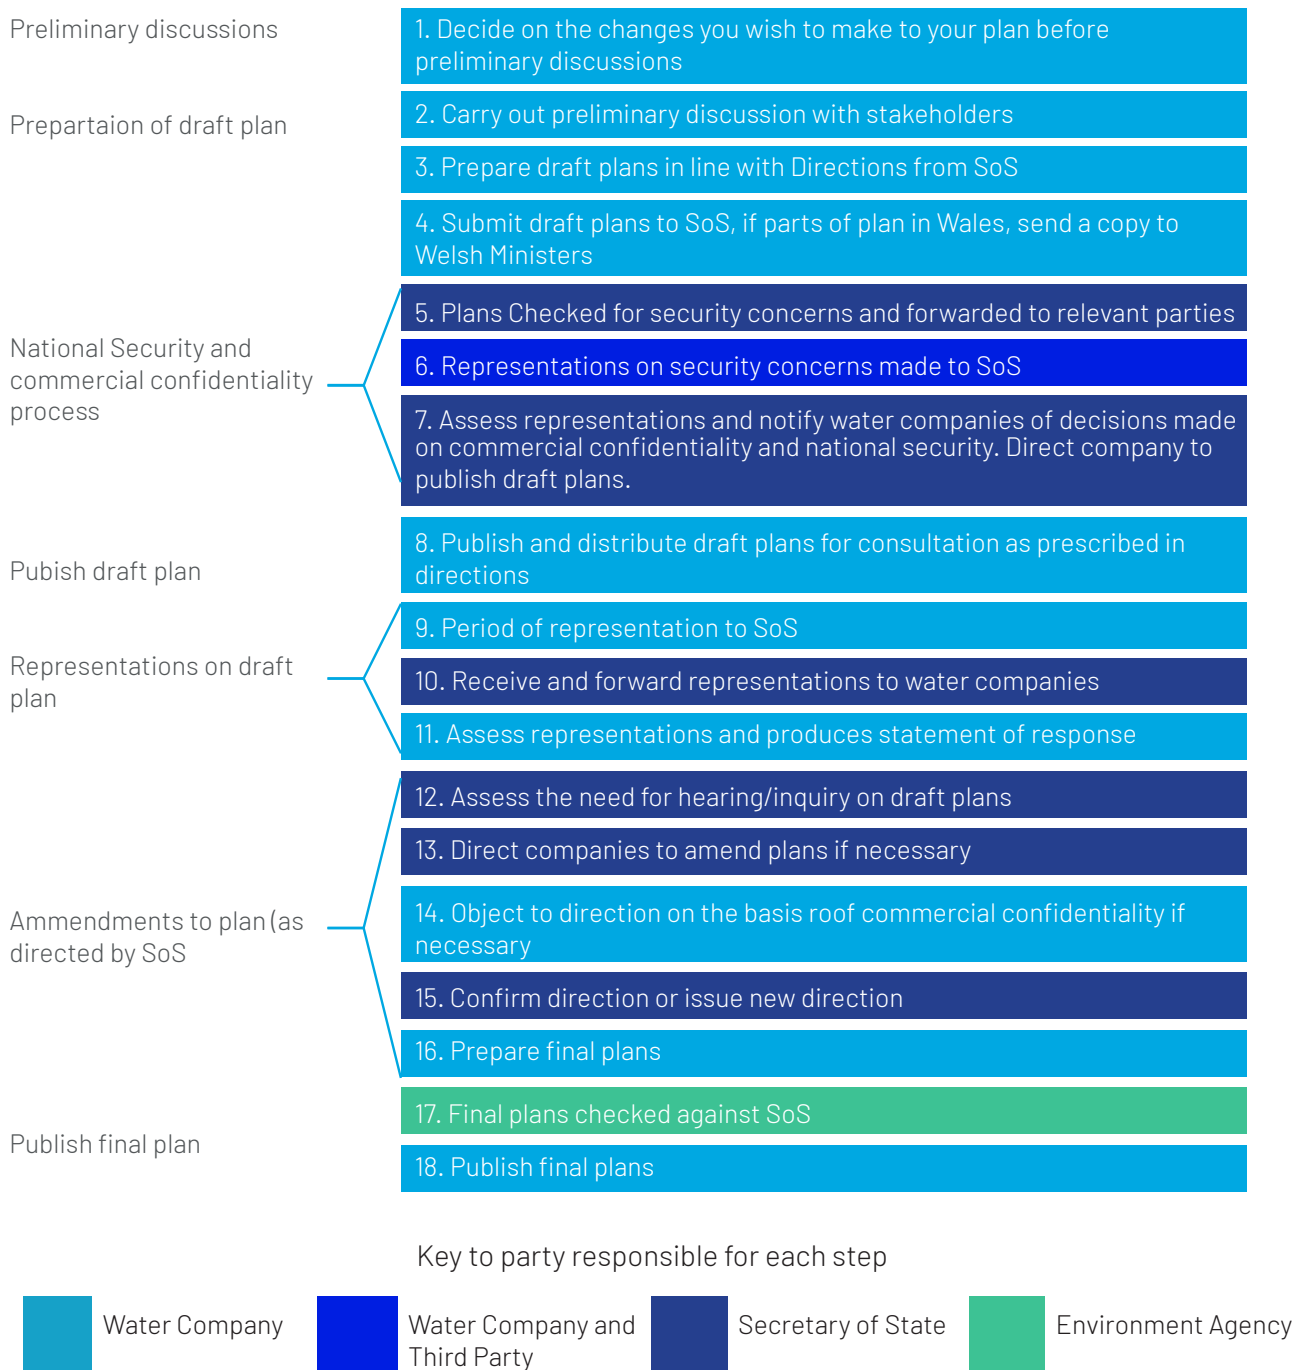 Preliminary discussions
1. Decide on the changes you wish to make to your plan before
preliminary discussions
Prepartaion of draft plan
2. Carry out preliminary discussion with stakeholders
3. Prepare draft plans in line with Directions from SoS
4. Submit draft plans to SoS, if parts of plan in Wales, send a copy to
Welsh Ministers
National Security and
commercial confidentiality
process
5. Plans Checked for security concerns and forwarded to relevant parties
6. Representations on security concerns made to SoS
7. Assess representations and notify water companies of decisions made
on commercial confidentiality and national security. Direct company to
publish draft plans.
Pubish draft plan
8. Publish and distribute draft plans for consultation as prescribed in
directions
Representations on draft
plan
9. Period of representation to SoS
10. Receive and forward representations to water companies
11. Assess representations and produces statement of response
Ammendments to plan (as
directed by SoS
12. Assess the need for hearing/inquiry on draft plans
13. Direct companies to amend plans if necessary
14. Object to direction on the basis roof commercial confidentiality if
necessary
15. Confirm direction or issue new direction
16. Prepare final plans
Publish final plan
17. Final plans checked against SoS
18. Publish final plans
Key to party responsible for each step
Water Company
Water Company and
Third Party
Secretary of State
Environment Agency